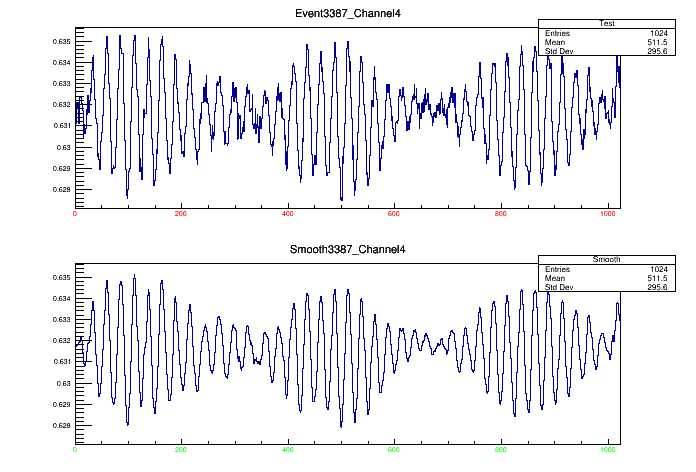 Event3387_Channel4
Test
Entries 1024
Mean 511.5
Std Dev 295.6
0.635
0.634
0.633
0.632
0.631
0.63
0.629
0.628
0 200 400 600 800 1000
Smooth3387_Channel4
Smooth
Entries 1024
Mean 511.5
Std Dev 295.6
0.635
0.634
0.633
0.632
0.631
0.63
0.629
0.628
0 200 400 600 800 1000